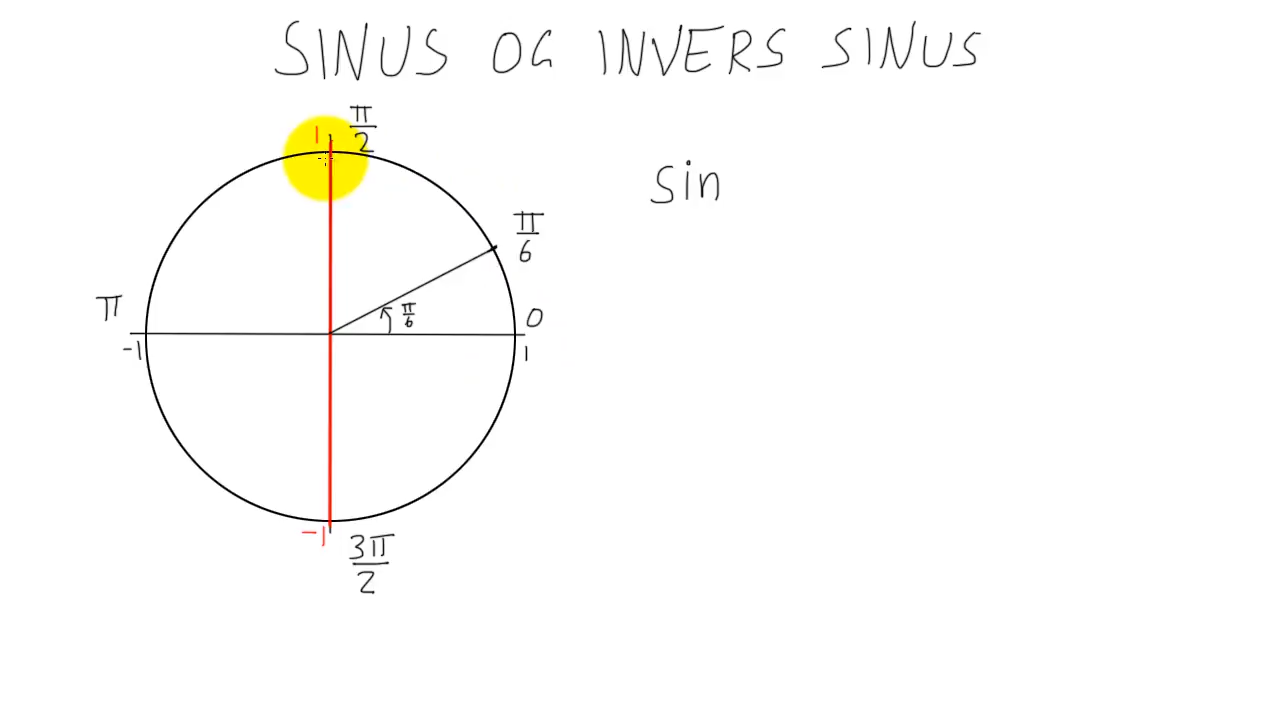 SINUS OG INVERS SINUS
1
π/2
sin
π/6
π/6
π
0
-1
1
-1
3π/2